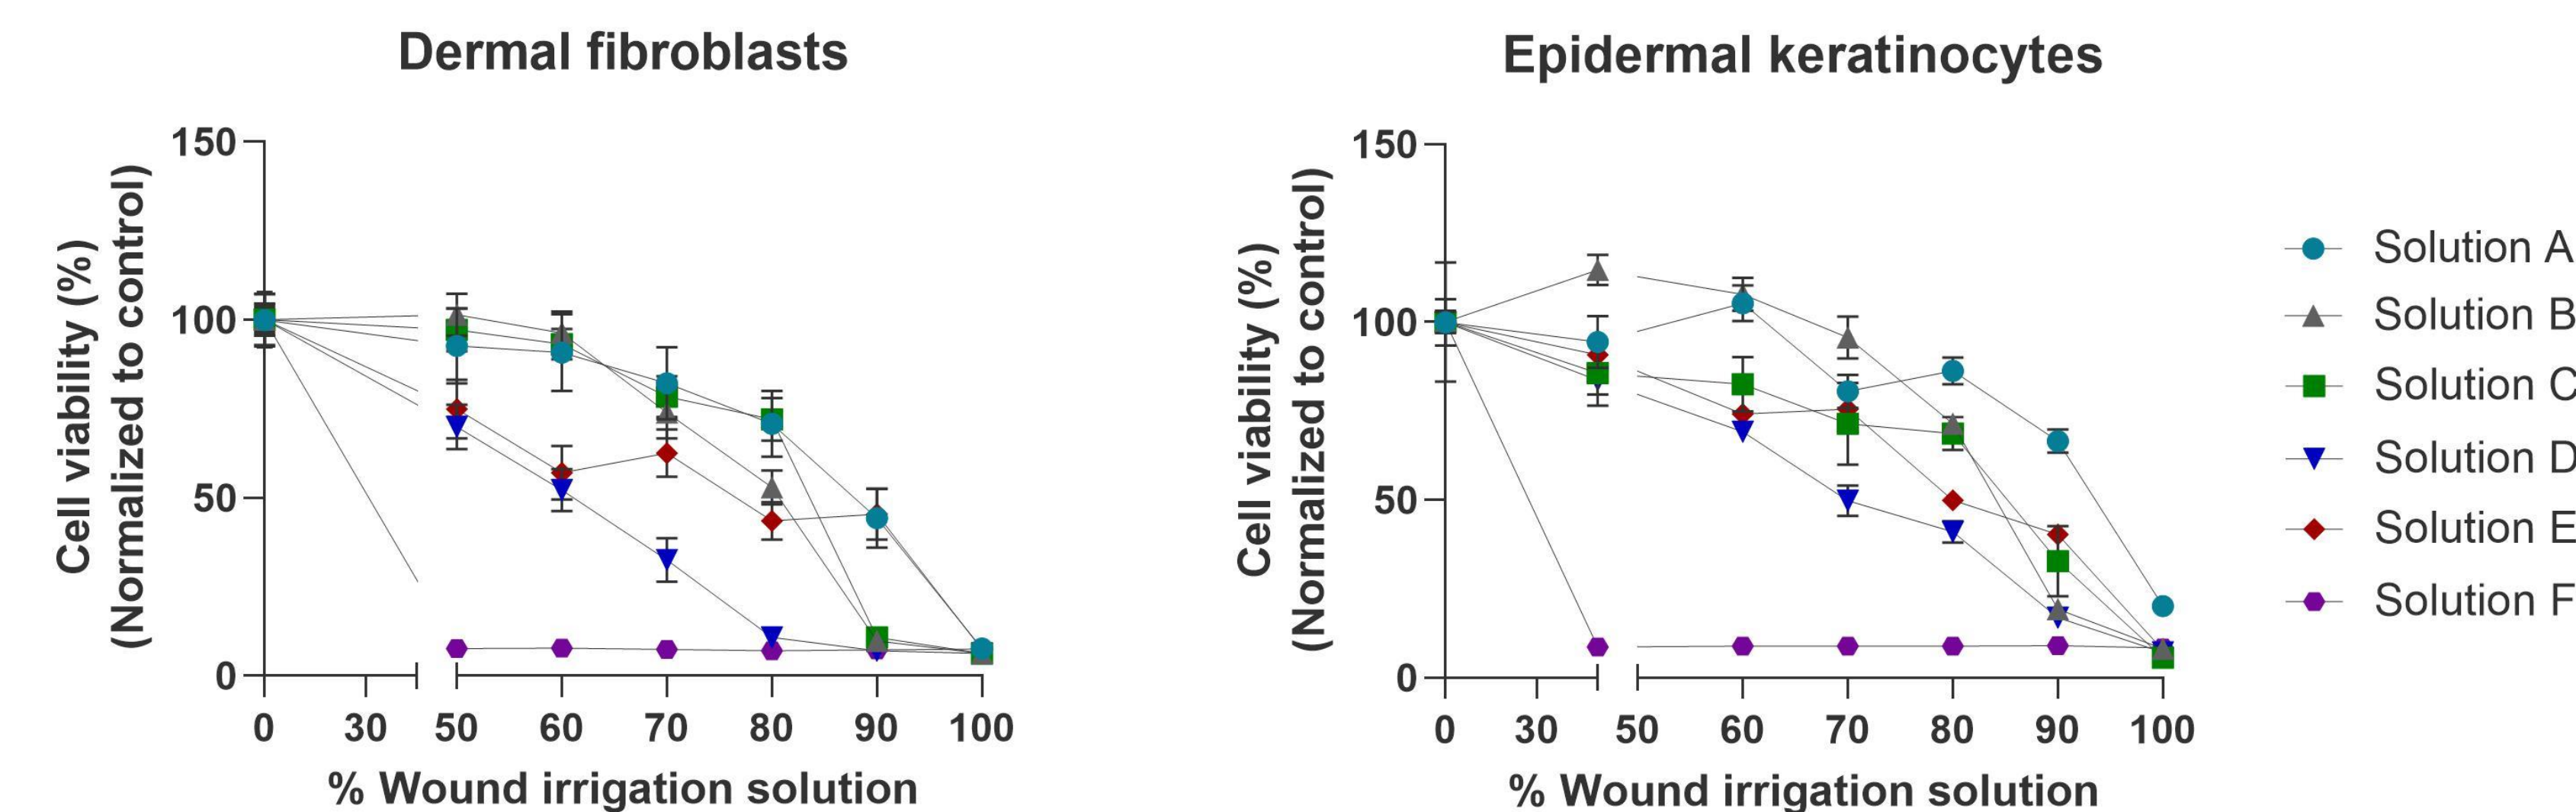 Dermal fibroblasts
Cell viability (%)
(Normalized to control)
150
100
50
0
0 30 50 60 70 80 90 100
% Wound irrigation solution
Epidermal keratinocytes
Cell viability (%)
(Normalized to control)
150
100
50
0
0 30 50 60 70 80 90 100
% Wound irrigation solution
Solution A
Solution B
Solution C
Solution D
Solution E
Solution F